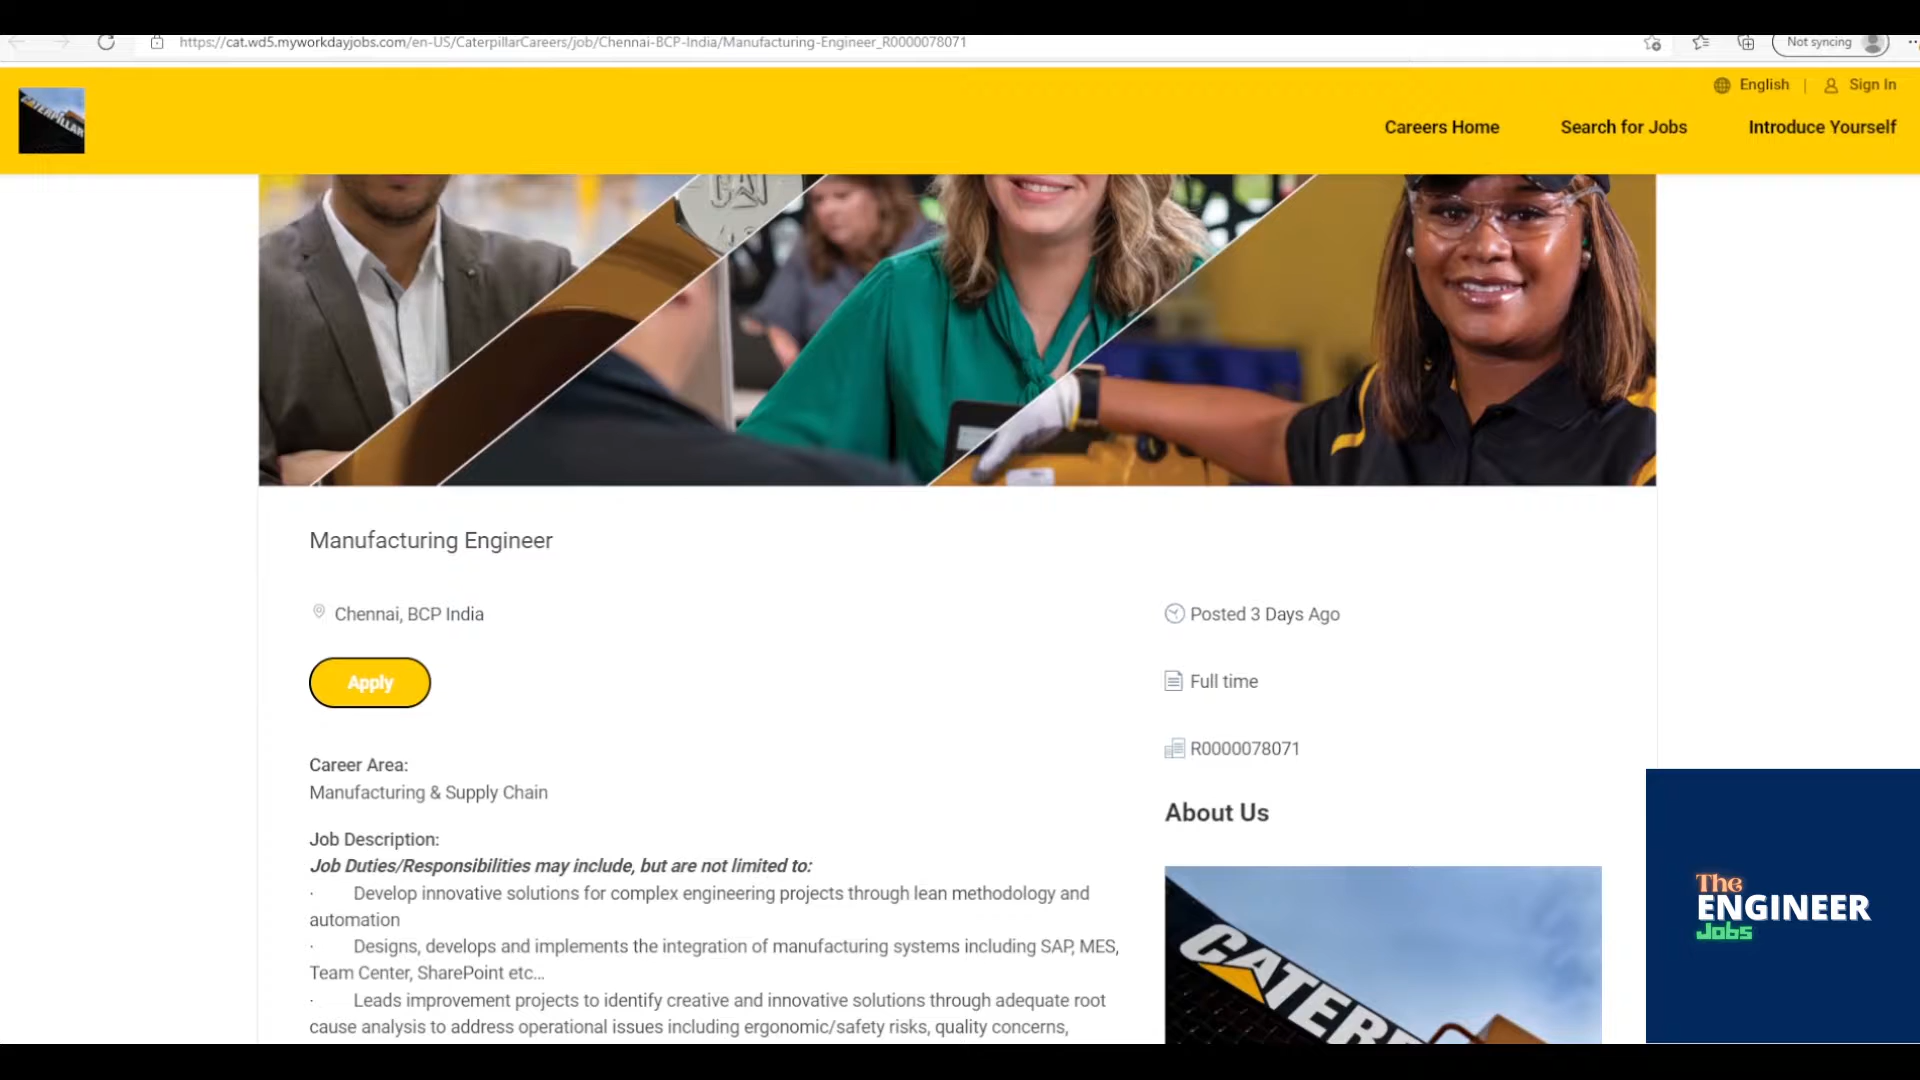 https://cat.wd5.myworkdayjobs.com/en-US/CaterpillarCareers/job/Chennai-BCP-India/Manufacturing-Engineer_R0000078071
Not syncing
English | Sign In
CATERPILLAR
Careers Home
Search for Jobs
Introduce Yourself
CAT
Manufacturing Engineer
Chennai, BCP India
Posted 3 Days Ago
Apply
Full time
R0000078071
Career Area:
Manufacturing & Supply Chain
About Us
Job Description:
Job Duties/Responsibilities may include, but are not limited to:
· Develop innovative solutions for complex engineering projects through lean methodology and
automation
· Designs, develops and implements the integration of manufacturing systems including SAP, MES,
Team Center, SharePoint etc...
· Leads improvement projects to identify creative and innovative solutions through adequate root
cause analysis to address operational issues including ergonomic/safety risks, quality concerns,
CATERP
The
ENGINEER
Jobs